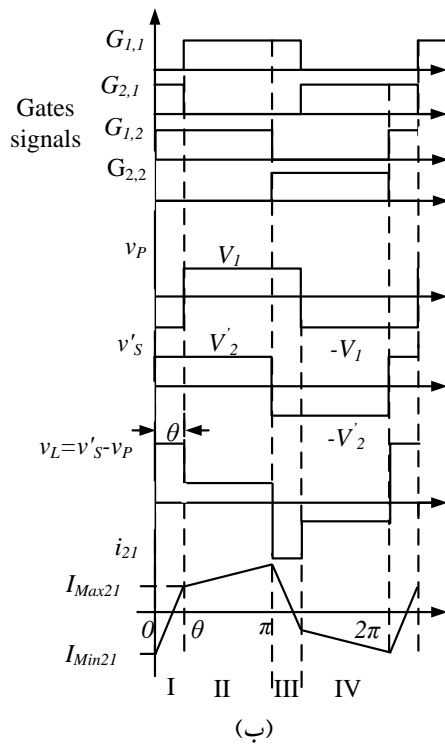 G1,1
G2,1
Gates
signals
G1,2
G2,2
vP
V1
v'S
V'2
-V1
θ
-V'2
vL=v'S-vP
i21
IMax21
0 θ π 2π
IMin21
I II III IV
(ب)